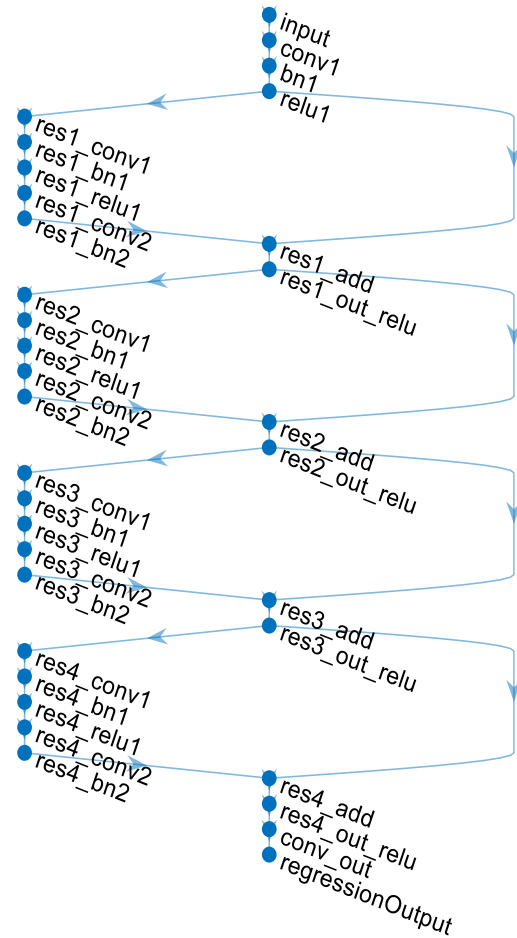 input
conv1
bn1
relu1
res1_conv1
res1_bn1
res1_relu1
res1_conv2
res1_bn2
res1_add
res1_out_relu
res2_conv1
res2_bn1
res2_relu1
res2_conv2
res2_bn2
res2_add
res2_out_relu
res3_conv1
res3_bn1
res3_relu1
res3_conv2
res3_bn2
res3_add
res3_out_relu
res4_conv1
res4_bn1
res4_relu1
res4_conv2
res4_bn2
res4_add
res4_out_relu
conv_out
regressionOutput